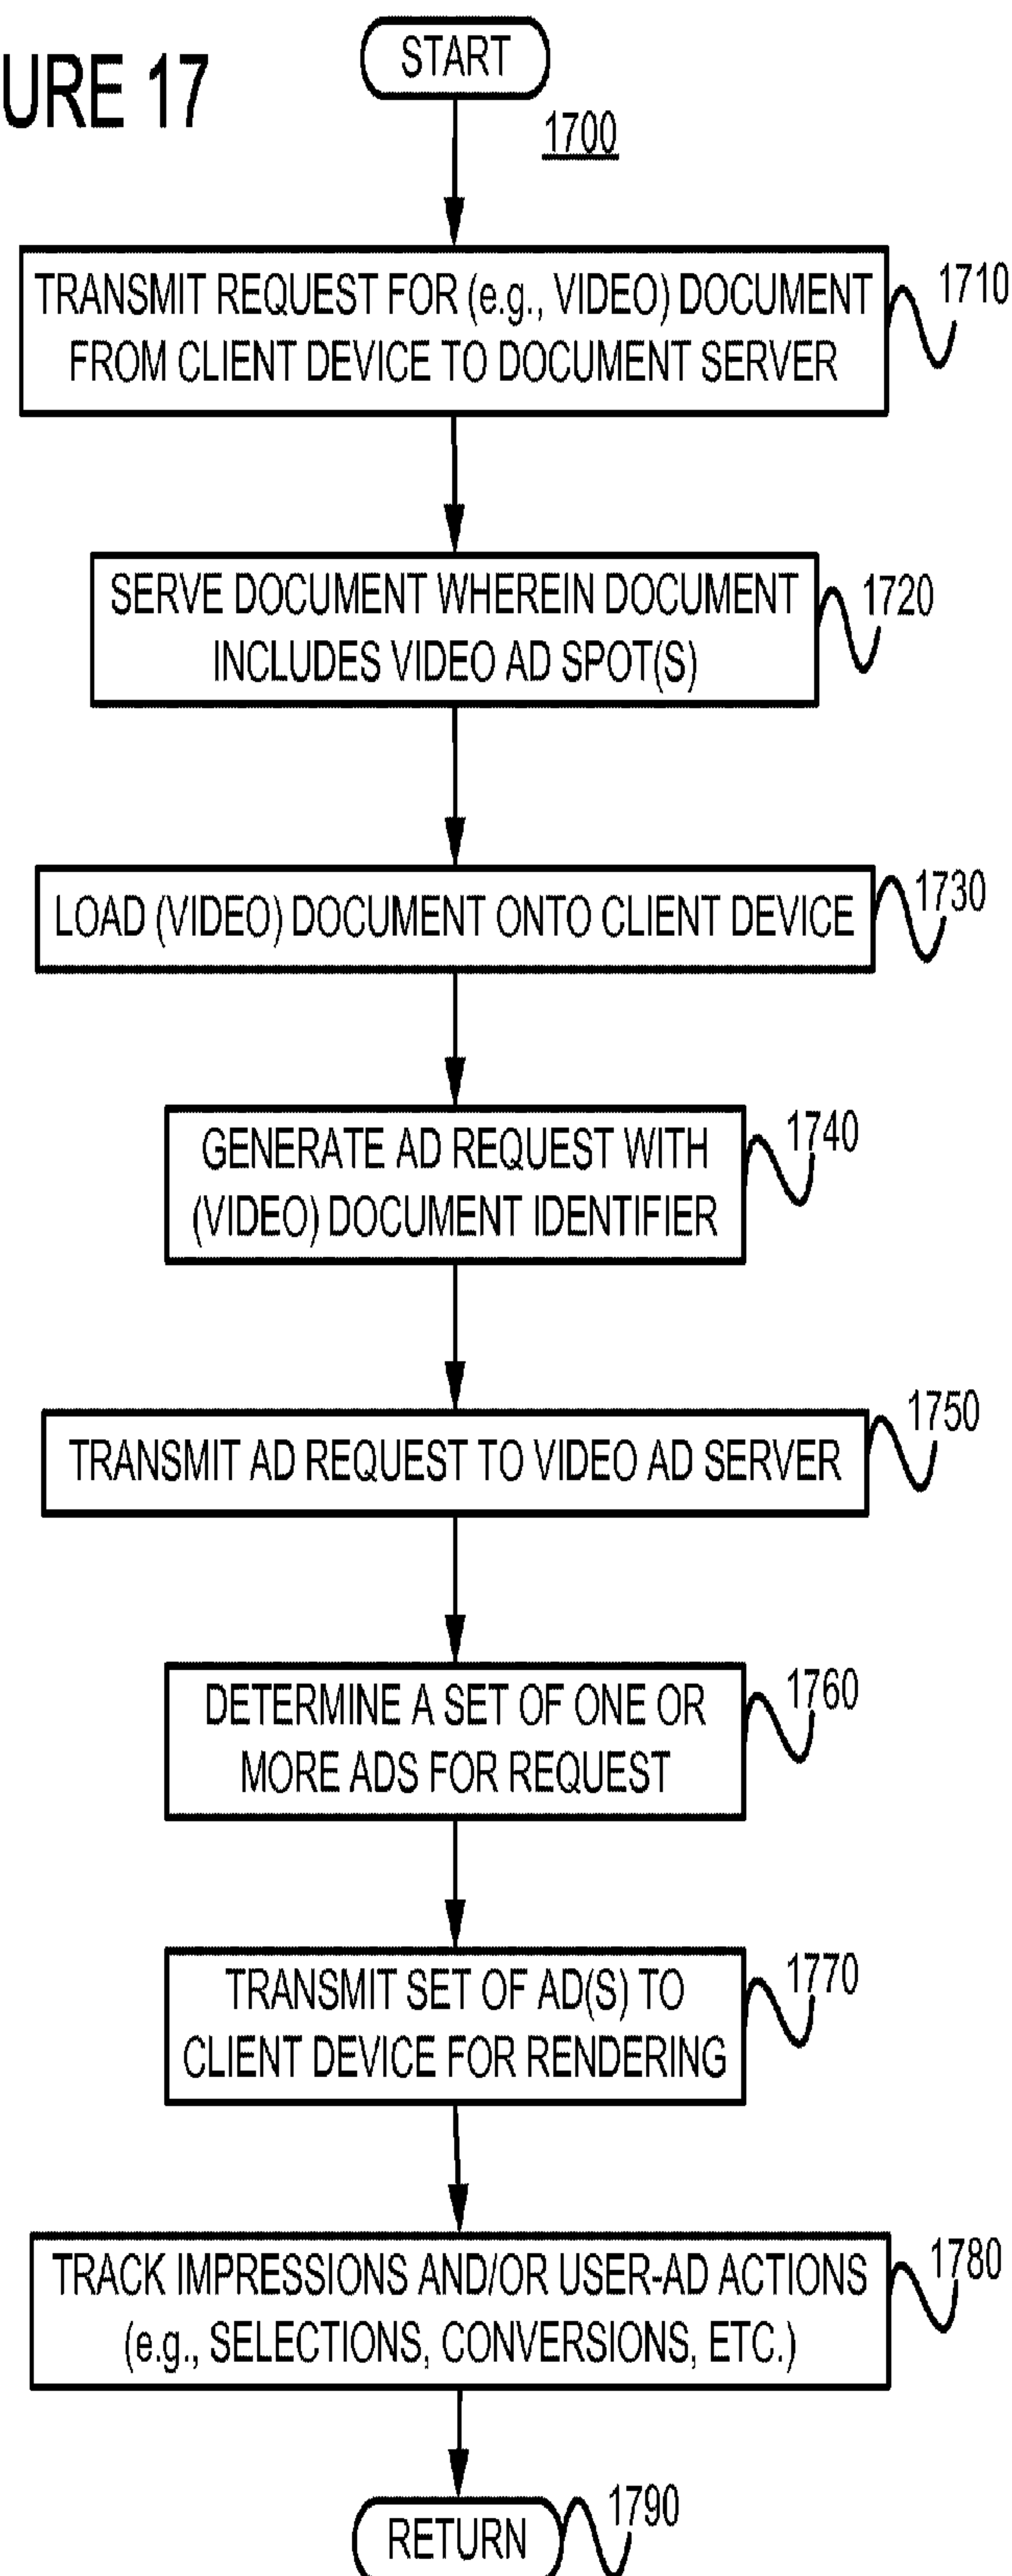 URE 17
START
1700
TRANSMIT REQUEST FOR (e.g., VIDEO) DOCUMENT
FROM CLIENT DEVICE TO DOCUMENT SERVER
1710
SERVE DOCUMENT WHEREIN DOCUMENT
INCLUDES VIDEO AD SPOT(S)
1720
LOAD (VIDEO) DOCUMENT ONTO CLIENT DEVICE
1730
GENERATE AD REQUEST WITH
(VIDEO) DOCUMENT IDENTIFIER
1740
TRANSMIT AD REQUEST TO VIDEO AD SERVER
1750
DETERMINE A SET OF ONE OR
MORE ADS FOR REQUEST
1760
TRANSMIT SET OF AD(S) TO
CLIENT DEVICE FOR RENDERING
1770
TRACK IMPRESSIONS AND/OR USER-AD ACTIONS
(e.g., SELECTIONS, CONVERSIONS, ETC.)
1780
RETURN
1790